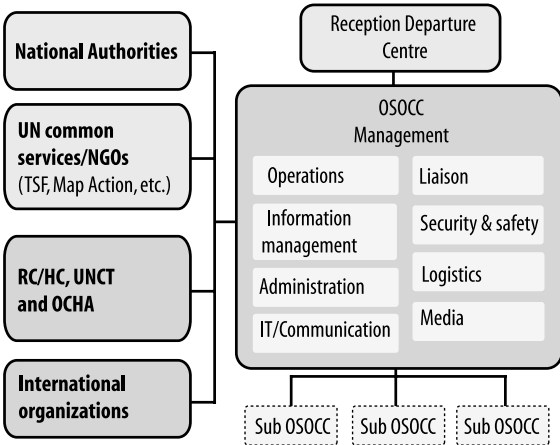 National Authorities
UN common
services/NGOs
(TSF, Map Action, etc.)
RC/HC, UNCT
and OCHA
International
organizations
Reception Departure
Centre
OSOCC
Management
Operations
Information
management
Administration
IT/Communication
Liaison
Security & safety
Logistics
Media
Sub OSOCC
Sub OSOCC
Sub OSOCC